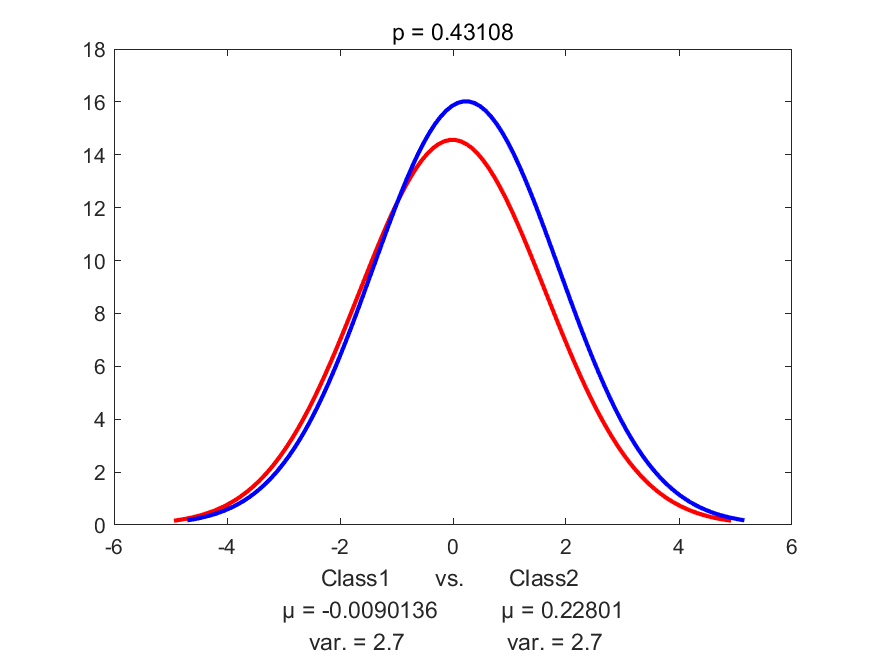 p = 0.43108
18
16
14
12
10
8
6
4
2
0
-6 -4 -2 0 2 4 6
Class1 vs. Class2
μ = -0.0090136 μ = 0.22801
var. = 2.7 var. = 2.7